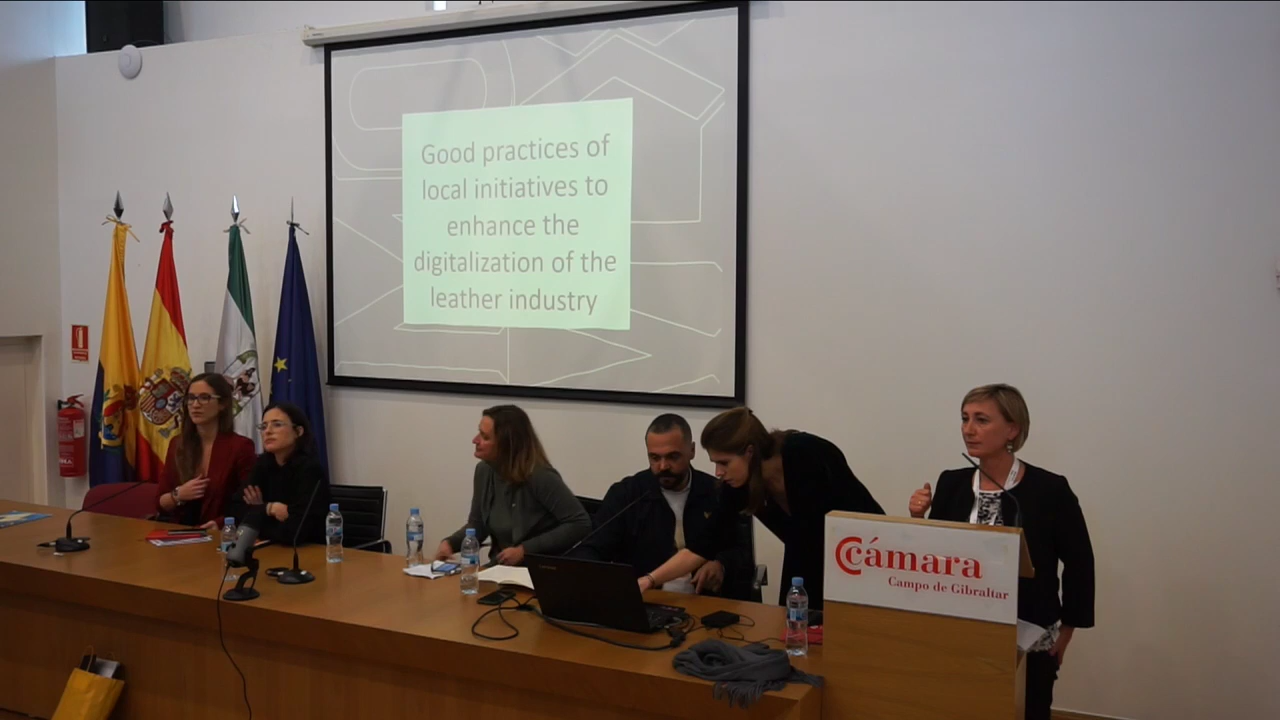 Good practices of
local initiatives to
enhance the
digitalization of the
leather industry
Cámara
Campo de Gibraltar